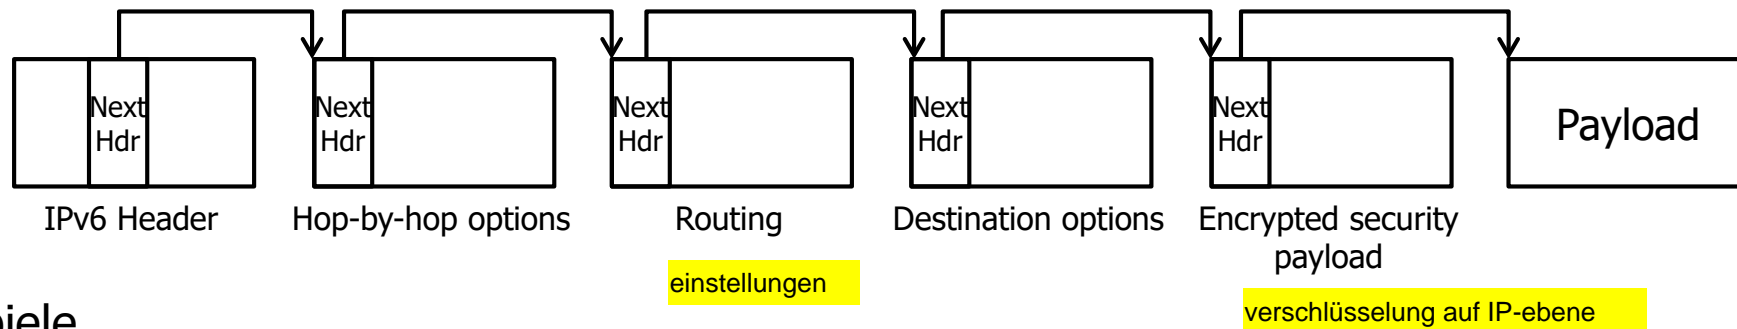 Next
Hdr
Next
Hdr
Next
Hdr
Next
Hdr
Next
Hdr
Payload
IPv6 Header
Hop-by-hop options
Routing
Destination options
Encrypted security
payload
einstellungen
verschlüsselung auf IP-ebene